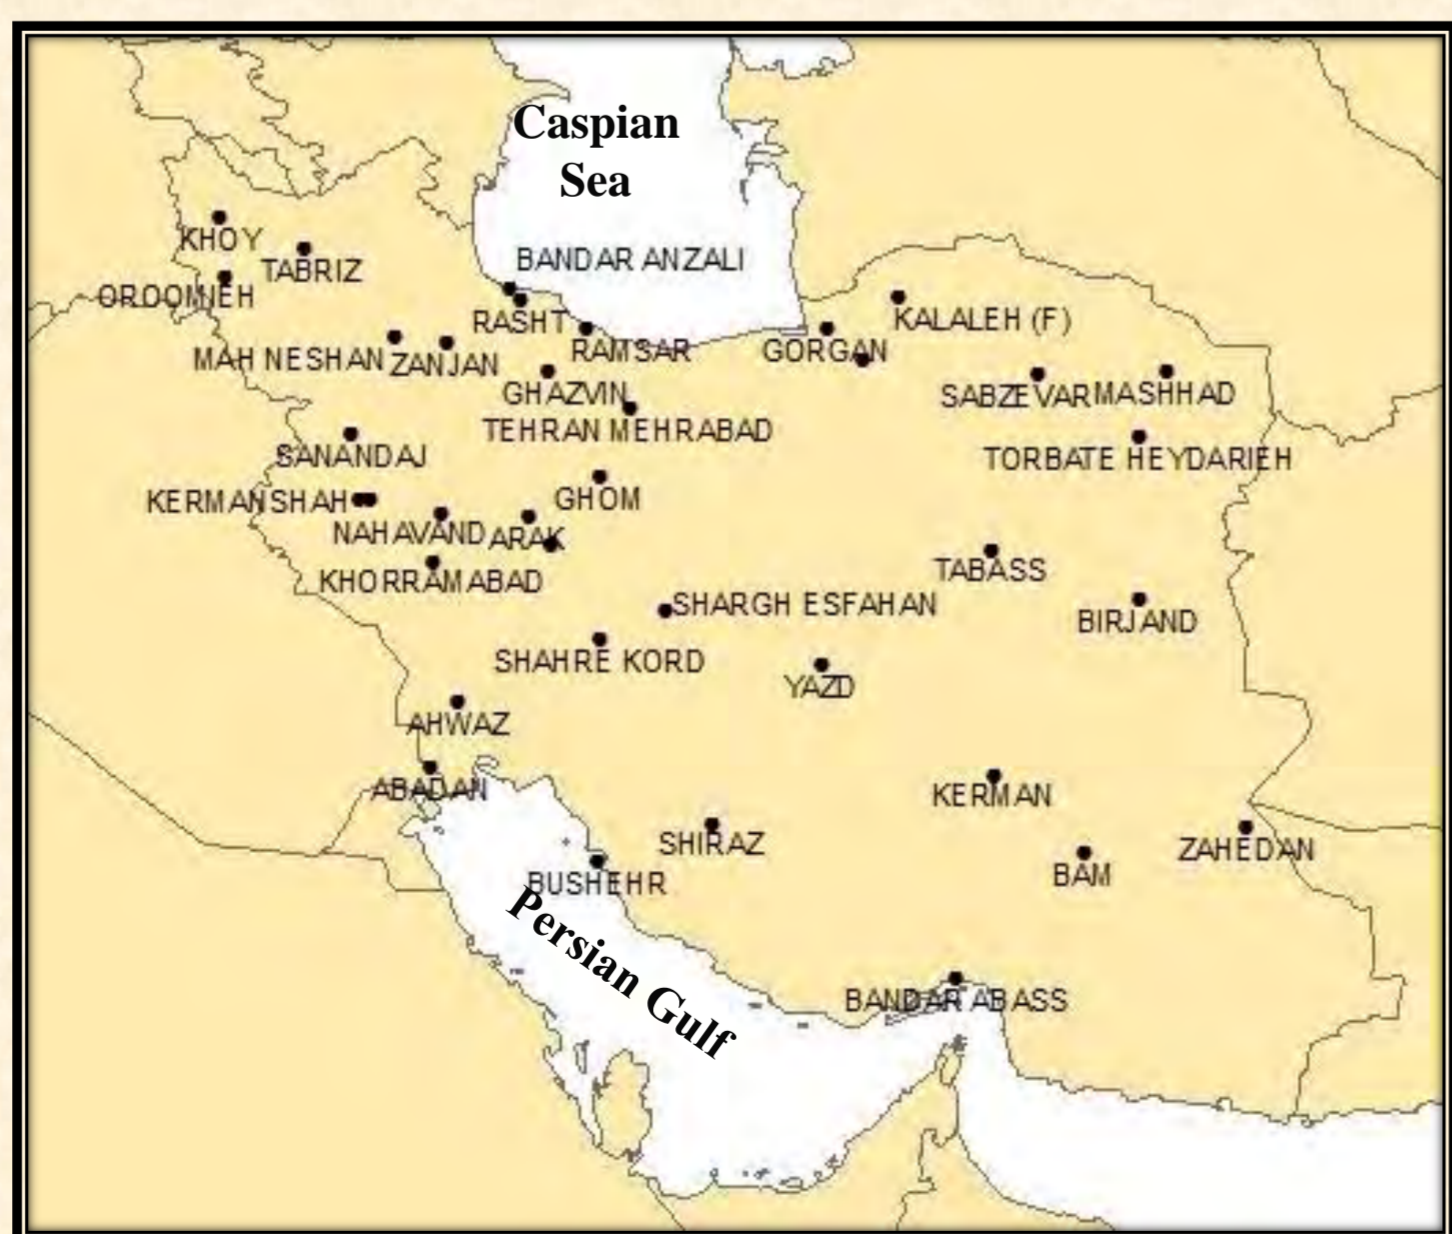 Caspian
Sea
KHOY
TABRIZ
BANDAR ANZALI
OROOMIEH
RASHT
KALALEH (F)
MAH NESHAN
ZANJAN
RAMSAR
GORGAN
GHAZVIN
SABZEVAR
MASHHAD
TEHRAN MEHRABAD
SANANDAJ
TORBATE HEYDARIEH
KERMANSHAH
GHOM
NAHAVAND
ARAK
KHORRAMABAD
TABASS
SHARGH ESFAHAN
BIRJAND
SHAHRE KORD
YAZD
AHWAZ
ABADAN
KERMAN
SHIRAZ
ZAHEDAN
BUSHEHR
BAM
Persian Gulf
BANDAR ABASS